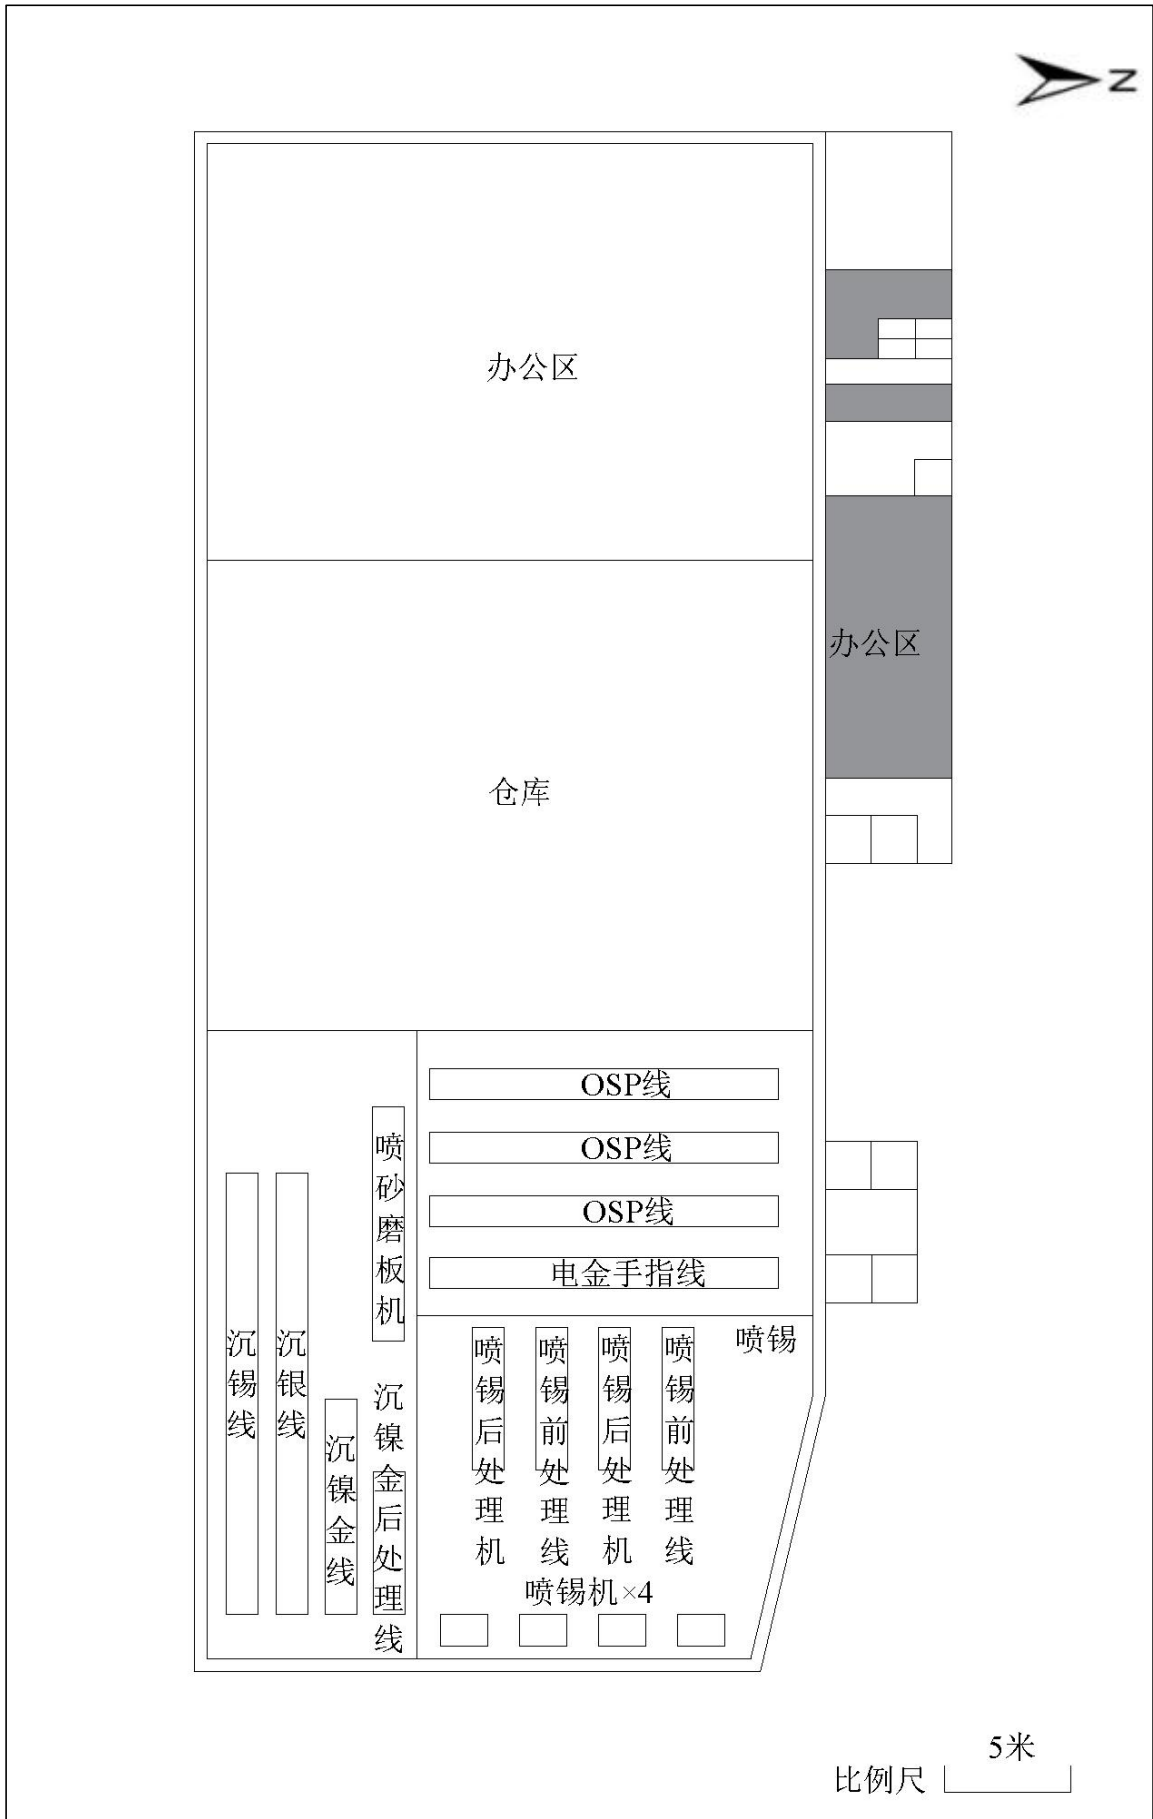 N
办公区
办公区
仓库
OSP线
OSP线
OSP线
电金手指线
喷砂磨板机
沉锡线
沉银线
沉镍金线
沉镍金后处理线
喷锡后处理机
喷锡前处理线
喷锡后处理机
喷锡前处理线
喷锡
喷锡机×4
5米
比例尺